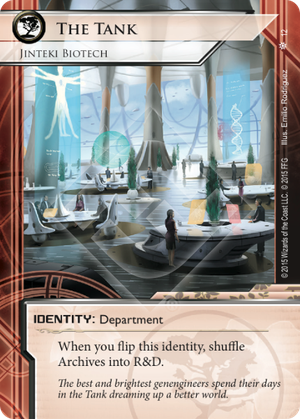 THE TANK
JINTEKI BIOTECH
12
Illus. Emilio Rodriguez
© 2015 Wizards of the Coast LLC. © 2015 FFG
IDENTITY: Department
When you flip this identity, shuffle
Archives into R&D.
The best and brightest genengineers spend their days
in the Tank dreaming up a better world.